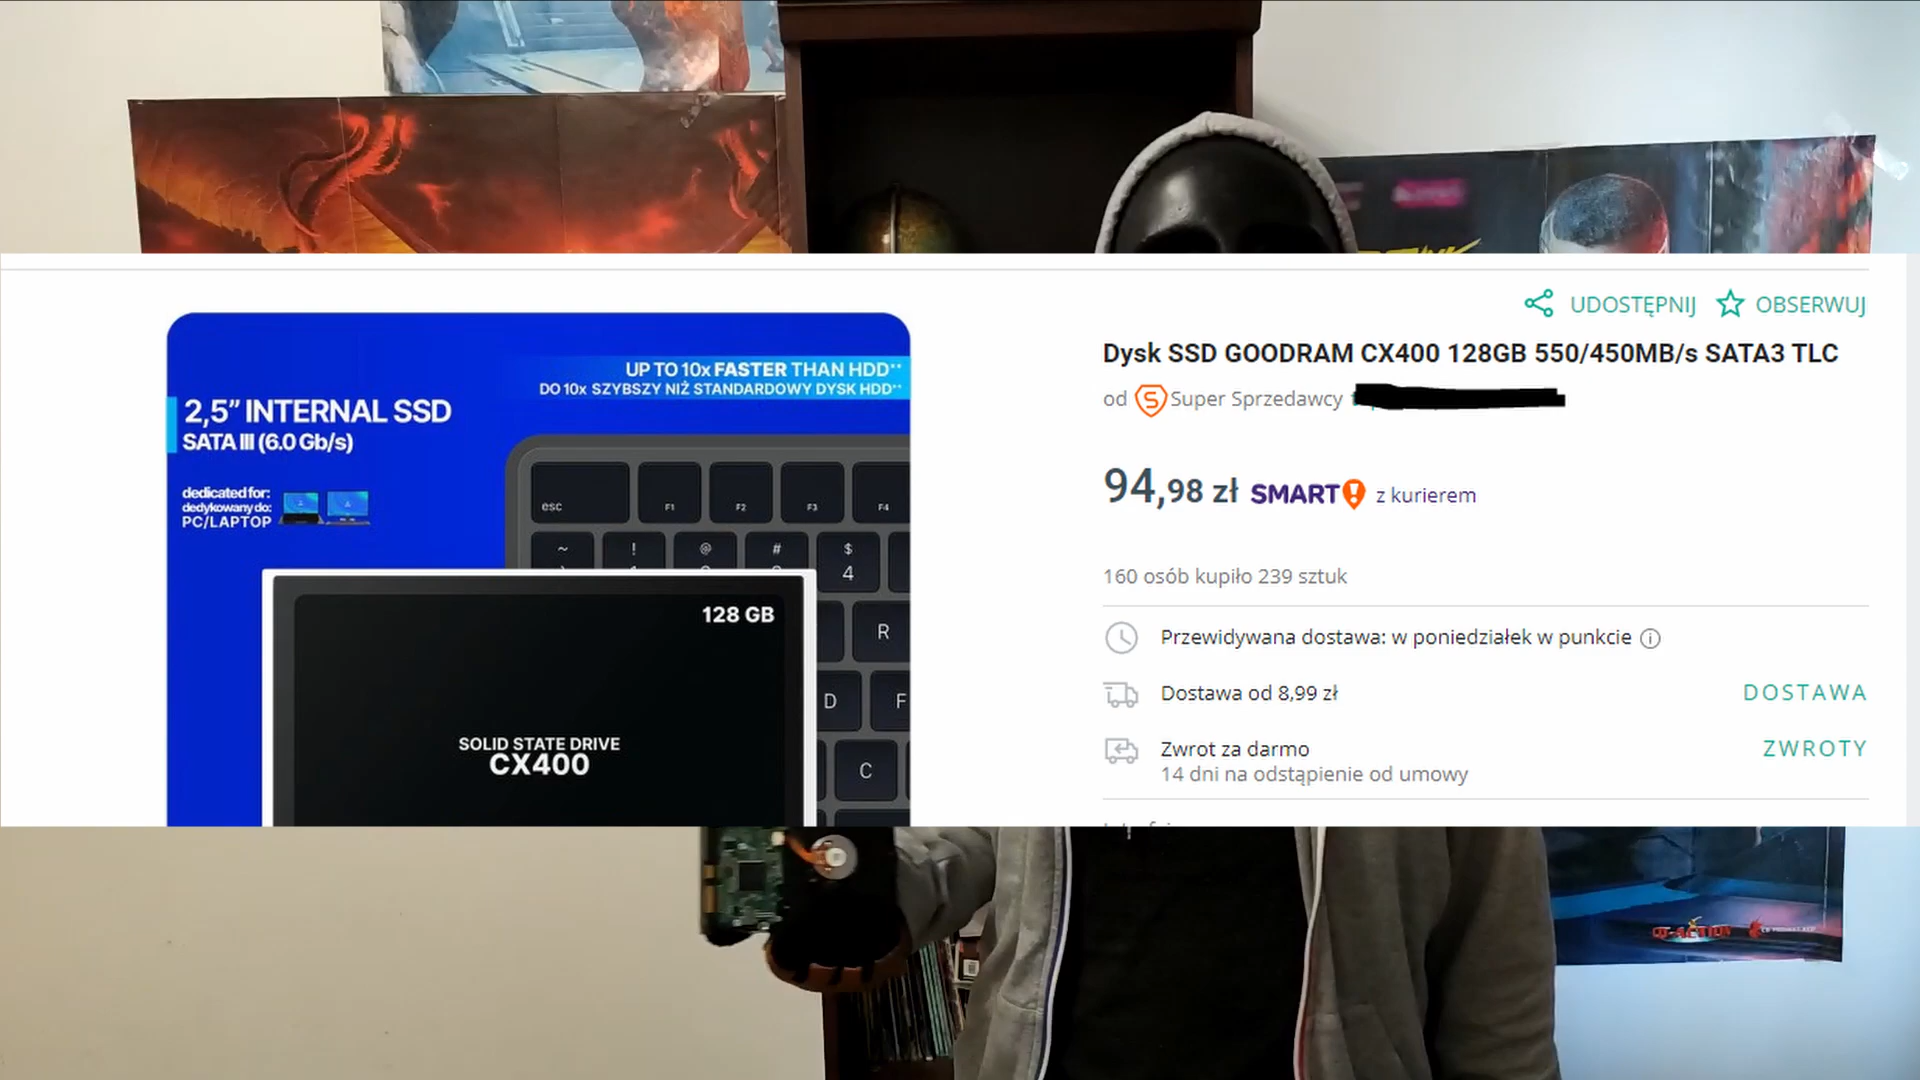 UDOSTĘPNIJ OBSERWUJ
Dysk SSD GOODRAM CX400 128GB 550/450MB/s SATA3 TLC
od Super Sprzedawcy
94,98 zł SMART! z kurierem
160 osób kupiło 239 sztuk
Przewidywana dostawa: w poniedziałek w punkcie
Dostawa od 8,99 zł DOSTAWA
Zwrot za darmo ZWROTY
14 dni na odstąpienie od umowy
UP TO 10x FASTER THAN HDD**
DO 10x SZYBSZY NIŻ STANDARDOWY DYSK HDD**
2,5” INTERNAL SSD
SATA III (6.0 Gb/s)
dedicated for:
dedykowany do:
PC/LAPTOP
esc F1 F2 F3 F4
~ ! @ # $
4
R
D F
C
128 GB
SOLID STATE DRIVE
CX400